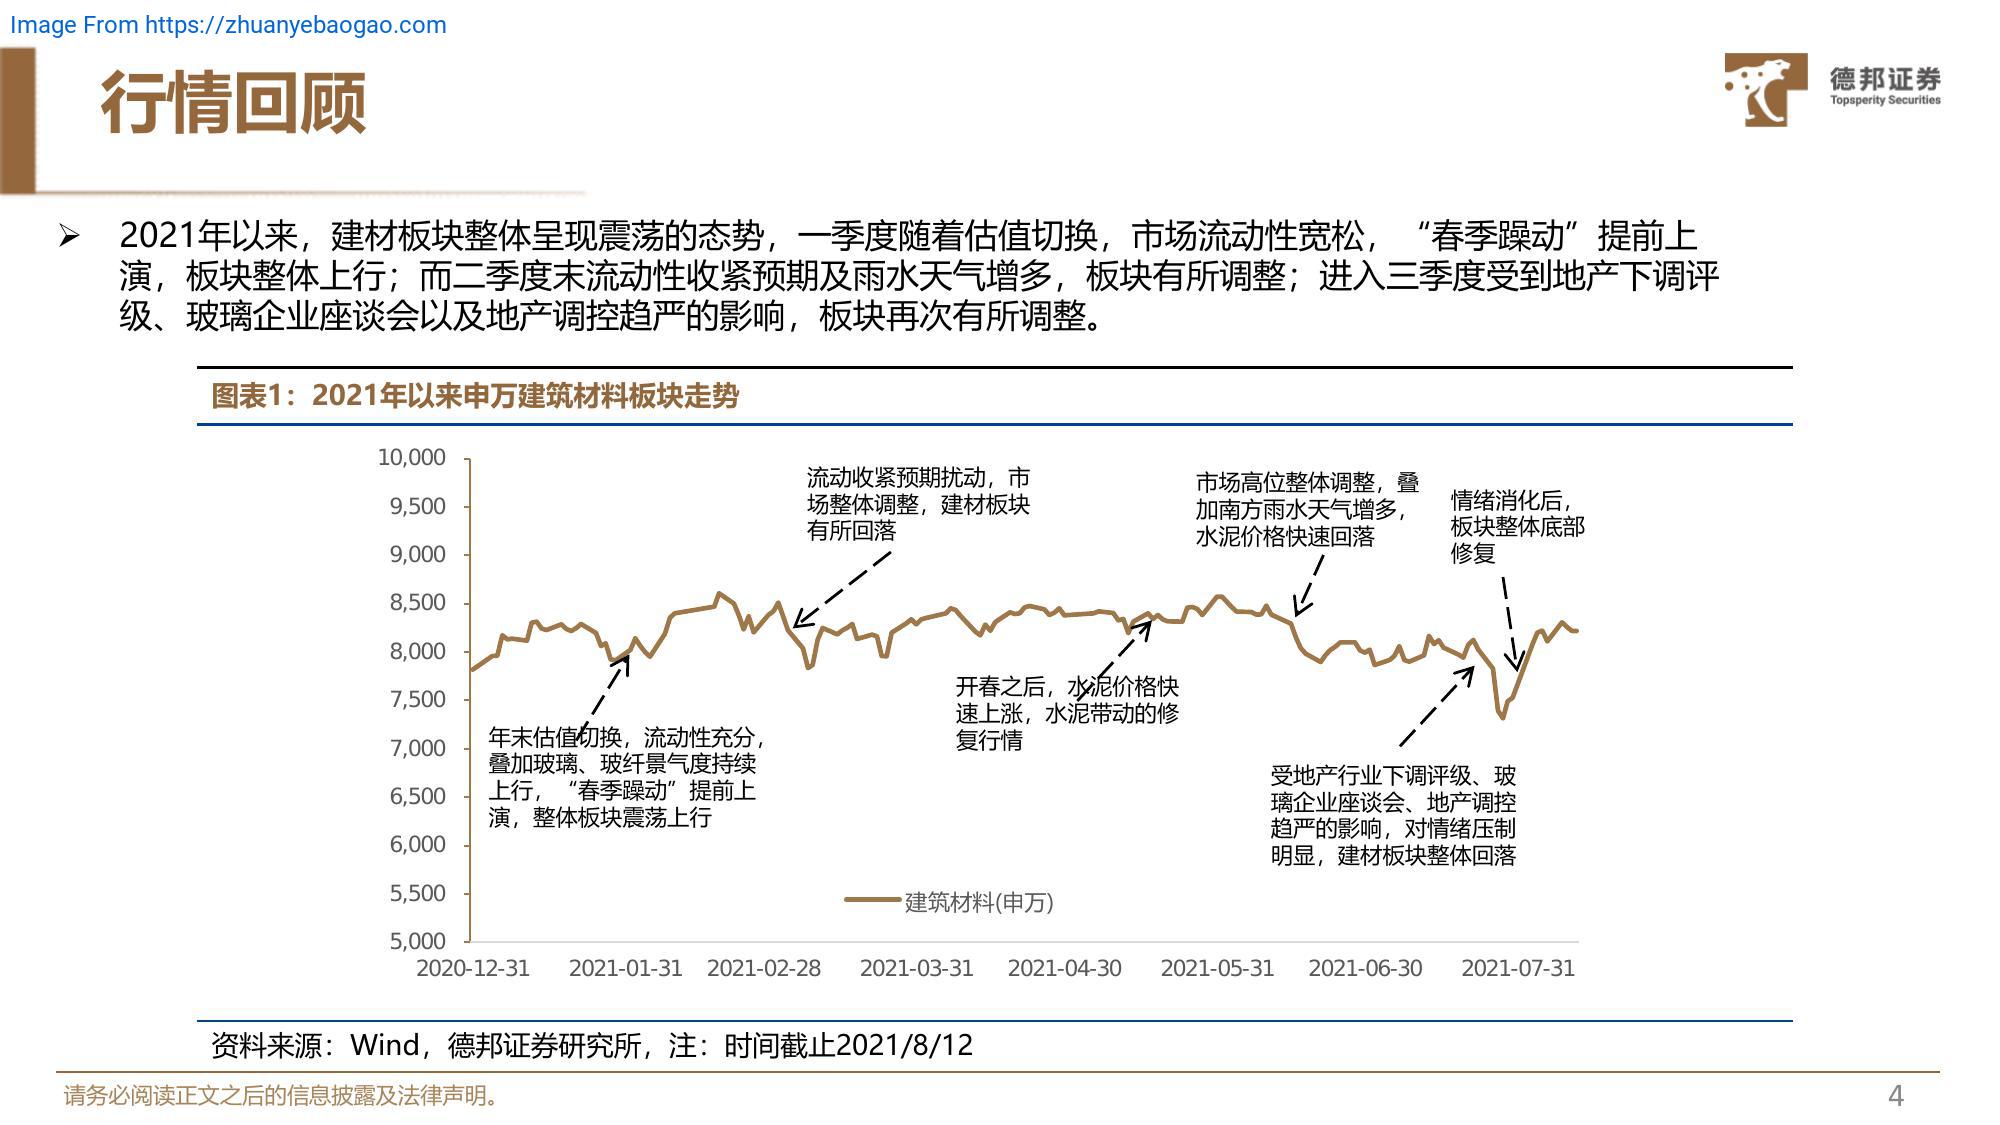 Image From https://zhuanyebaogao.com
行情回顾
德邦证券
Topsperity Securities
➢ 2021年以来，建材板块整体呈现震荡的态势，一季度随着估值切换，市场流动性宽松，“春季躁动”提前上
演，板块整体上行；而二季度末流动性收紧预期及雨水天气增多，板块有所调整；进入三季度受到地产下调评
级、玻璃企业座谈会以及地产调控趋严的影响，板块再次有所调整。
图表1：2021年以来申万建筑材料板块走势
10,000
9,500
9,000
8,500
8,000
7,500
7,000
6,500
6,000
5,500
5,000
流动收紧预期扰动，市
场整体调整，建材板块
有所回落
市场高位整体调整，叠
加南方雨水天气增多，
水泥价格快速回落
情绪消化后，
板块整体底部
修复
年末估值切换，流动性充分，
叠加玻璃、玻纤景气度持续
上行，“春季躁动”提前上
演，整体板块震荡上行
开春之后，水泥价格快
速上涨，水泥带动的修
复行情
受地产行业下调评级、玻
璃企业座谈会、地产调控
趋严的影响，对情绪压制
明显，建材板块整体回落
建筑材料(申万)
2020-12-31 2021-01-31 2021-02-28 2021-03-31 2021-04-30 2021-05-31 2021-06-30 2021-07-31
资料来源：Wind，德邦证券研究所，注：时间截止2021/8/12
请务必阅读正文之后的信息披露及法律声明。
4